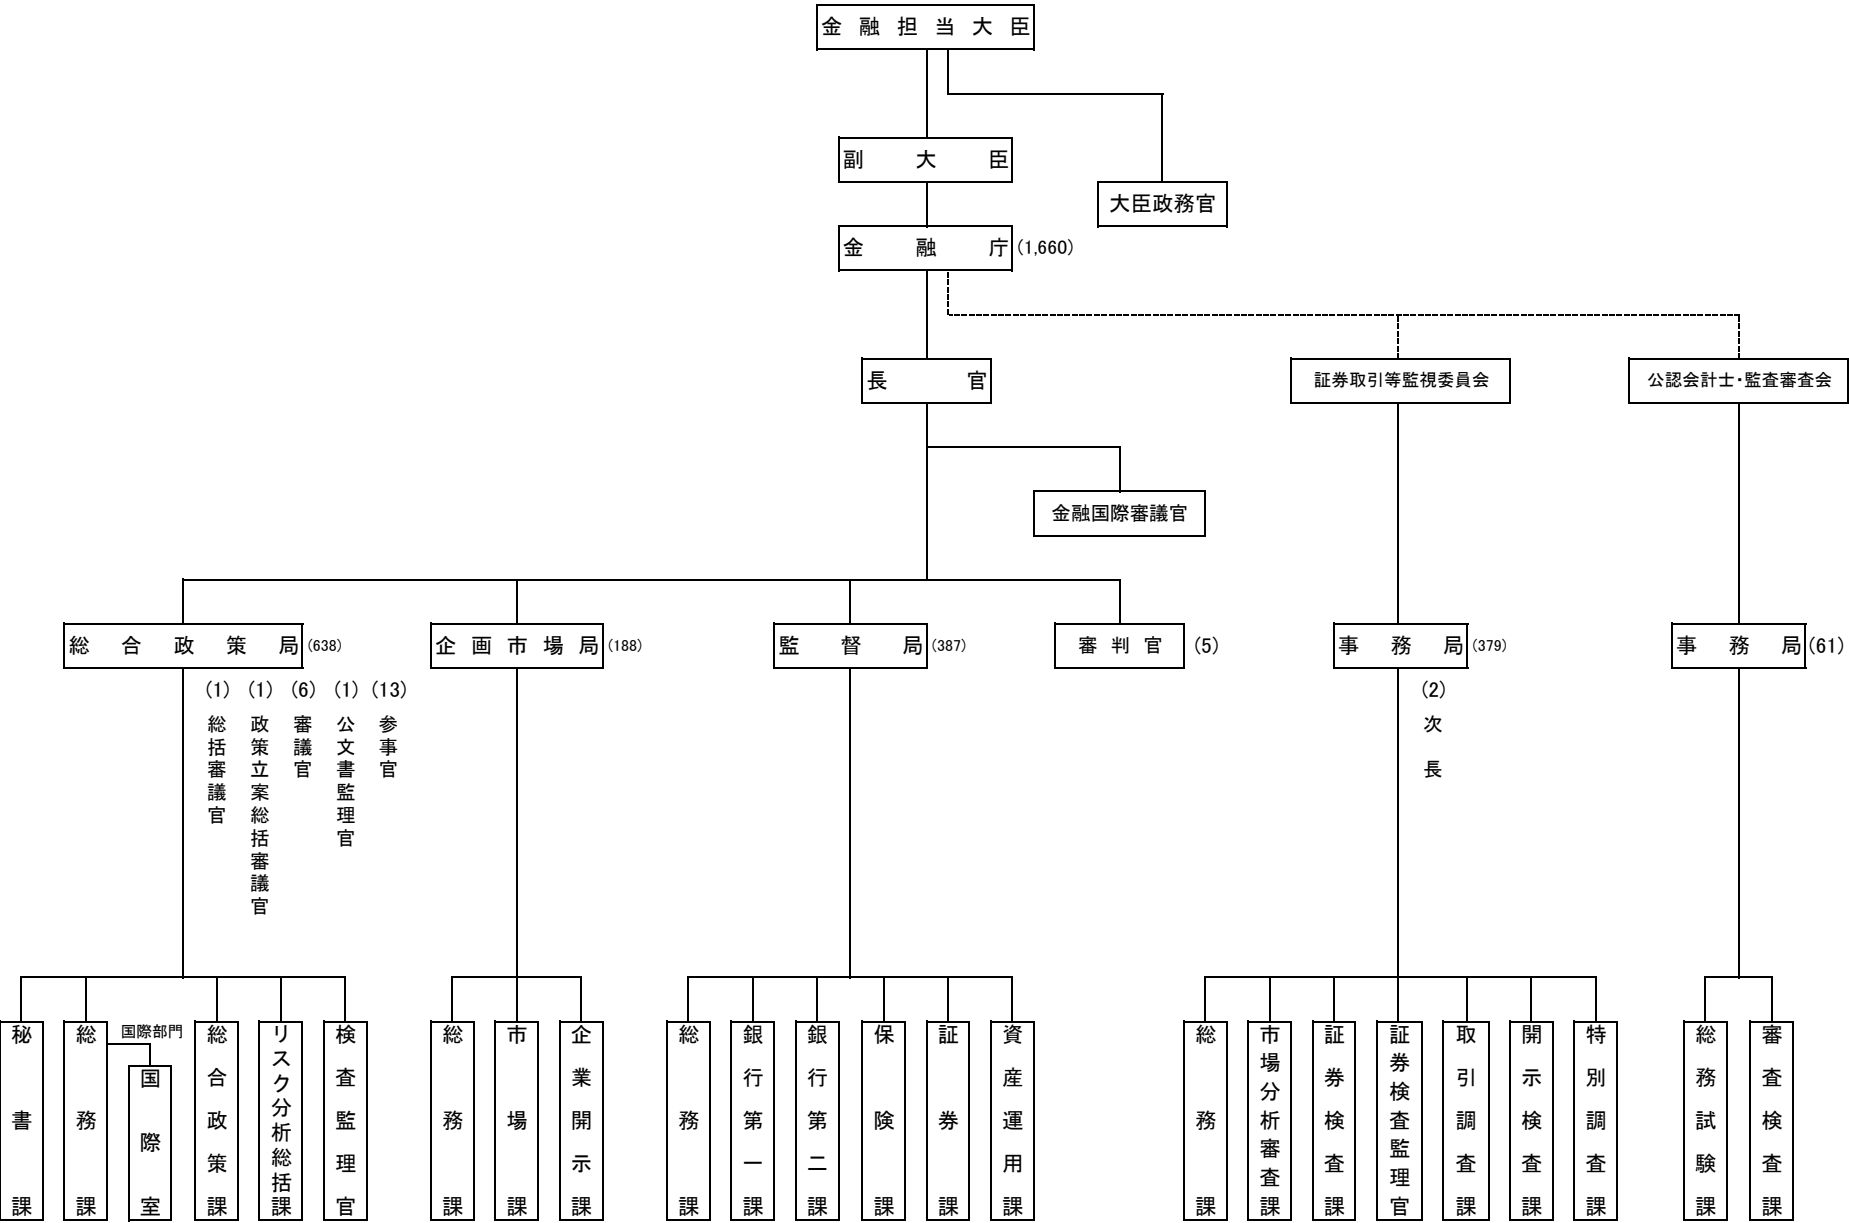 金融担当大臣
副大臣
大臣政務官
金融庁(1,660)
長官
証券取引等監視委員会
公認会計士・監査審査会
金融国際審議官
総合政策局(638)
企画市場局(188)
監督局(387)
審判官(5)
事務局(379)
事務局(61)
(1)
総括審議官
(1)
政策立案総括審議官
(6)
審議官
(1)
公文書監理官
(13)
参事官
(2)
次長
秘書課
総務課
国際部門
国際室
総合政策課
リスク分析総括課
検査監理官
総務課
市場課
企業開示課
総務課
銀行第一課
銀行第二課
保険課
証券課
資産運用課
総務課
市場分析審査課
証券検査課
証券検査監理官
取引調査課
開示検査課
特別調査課
総務試験課
審査検査課